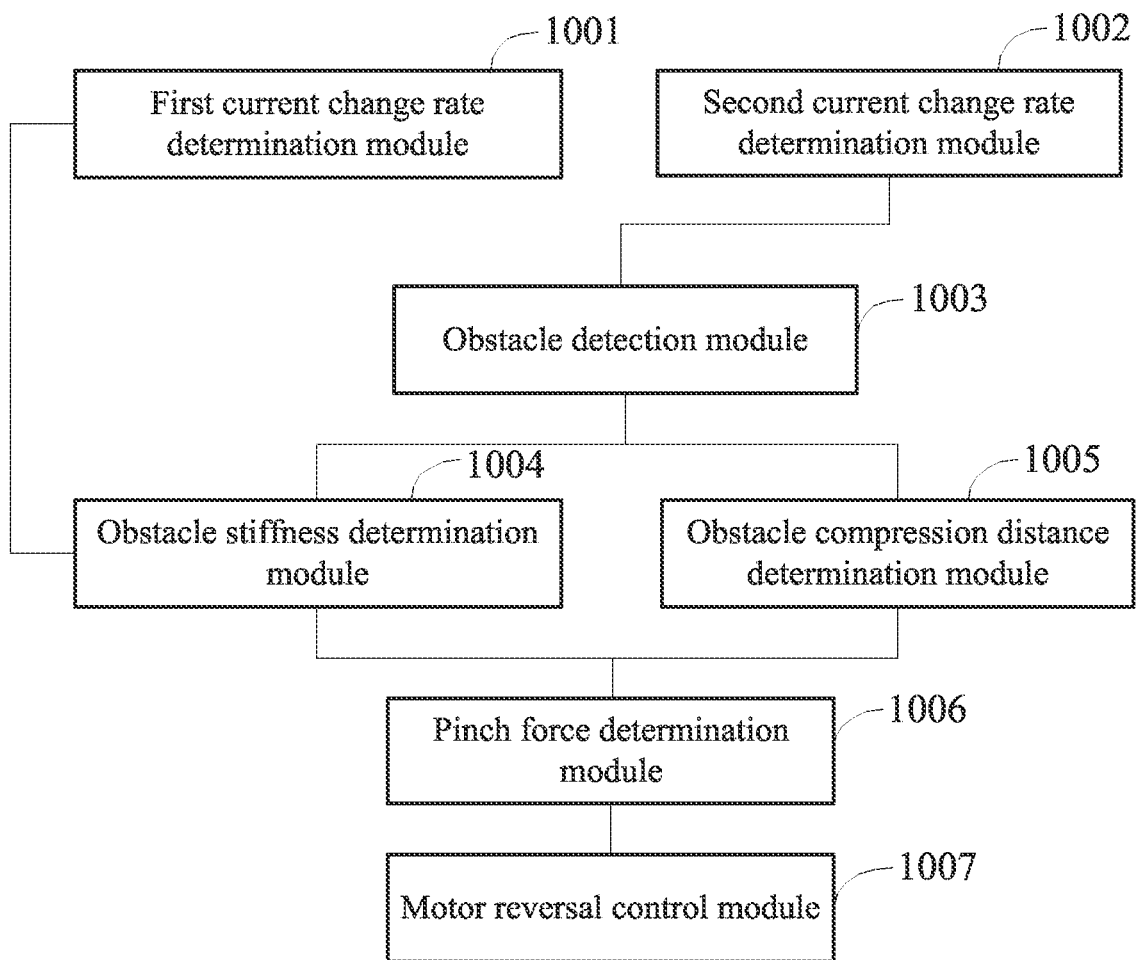 1001
1002
First current change rate
determination module
Second current change rate
determination module
1003
Obstacle detection module
1004
1005
Obstacle stiffness determination
module
Obstacle compression distance
determination module
1006
Pinch force determination
module
1007
Motor reversal control module